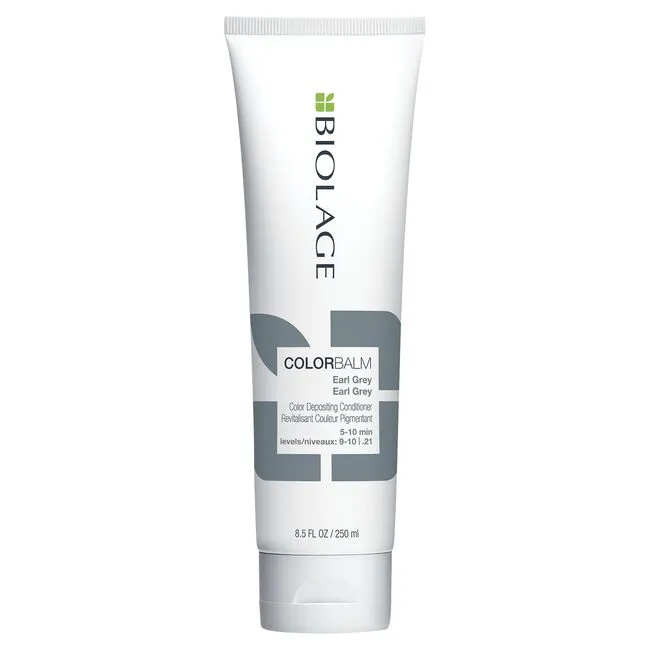 BIOLAGE
COLORBALM
Earl Grey
Earl Grey
Color Depositing Conditioner
Revitalisant Couleur Pigmentant
5-10 min
levels/niveaux: 9-10 | .21
8.5 FL OZ / 250 ml